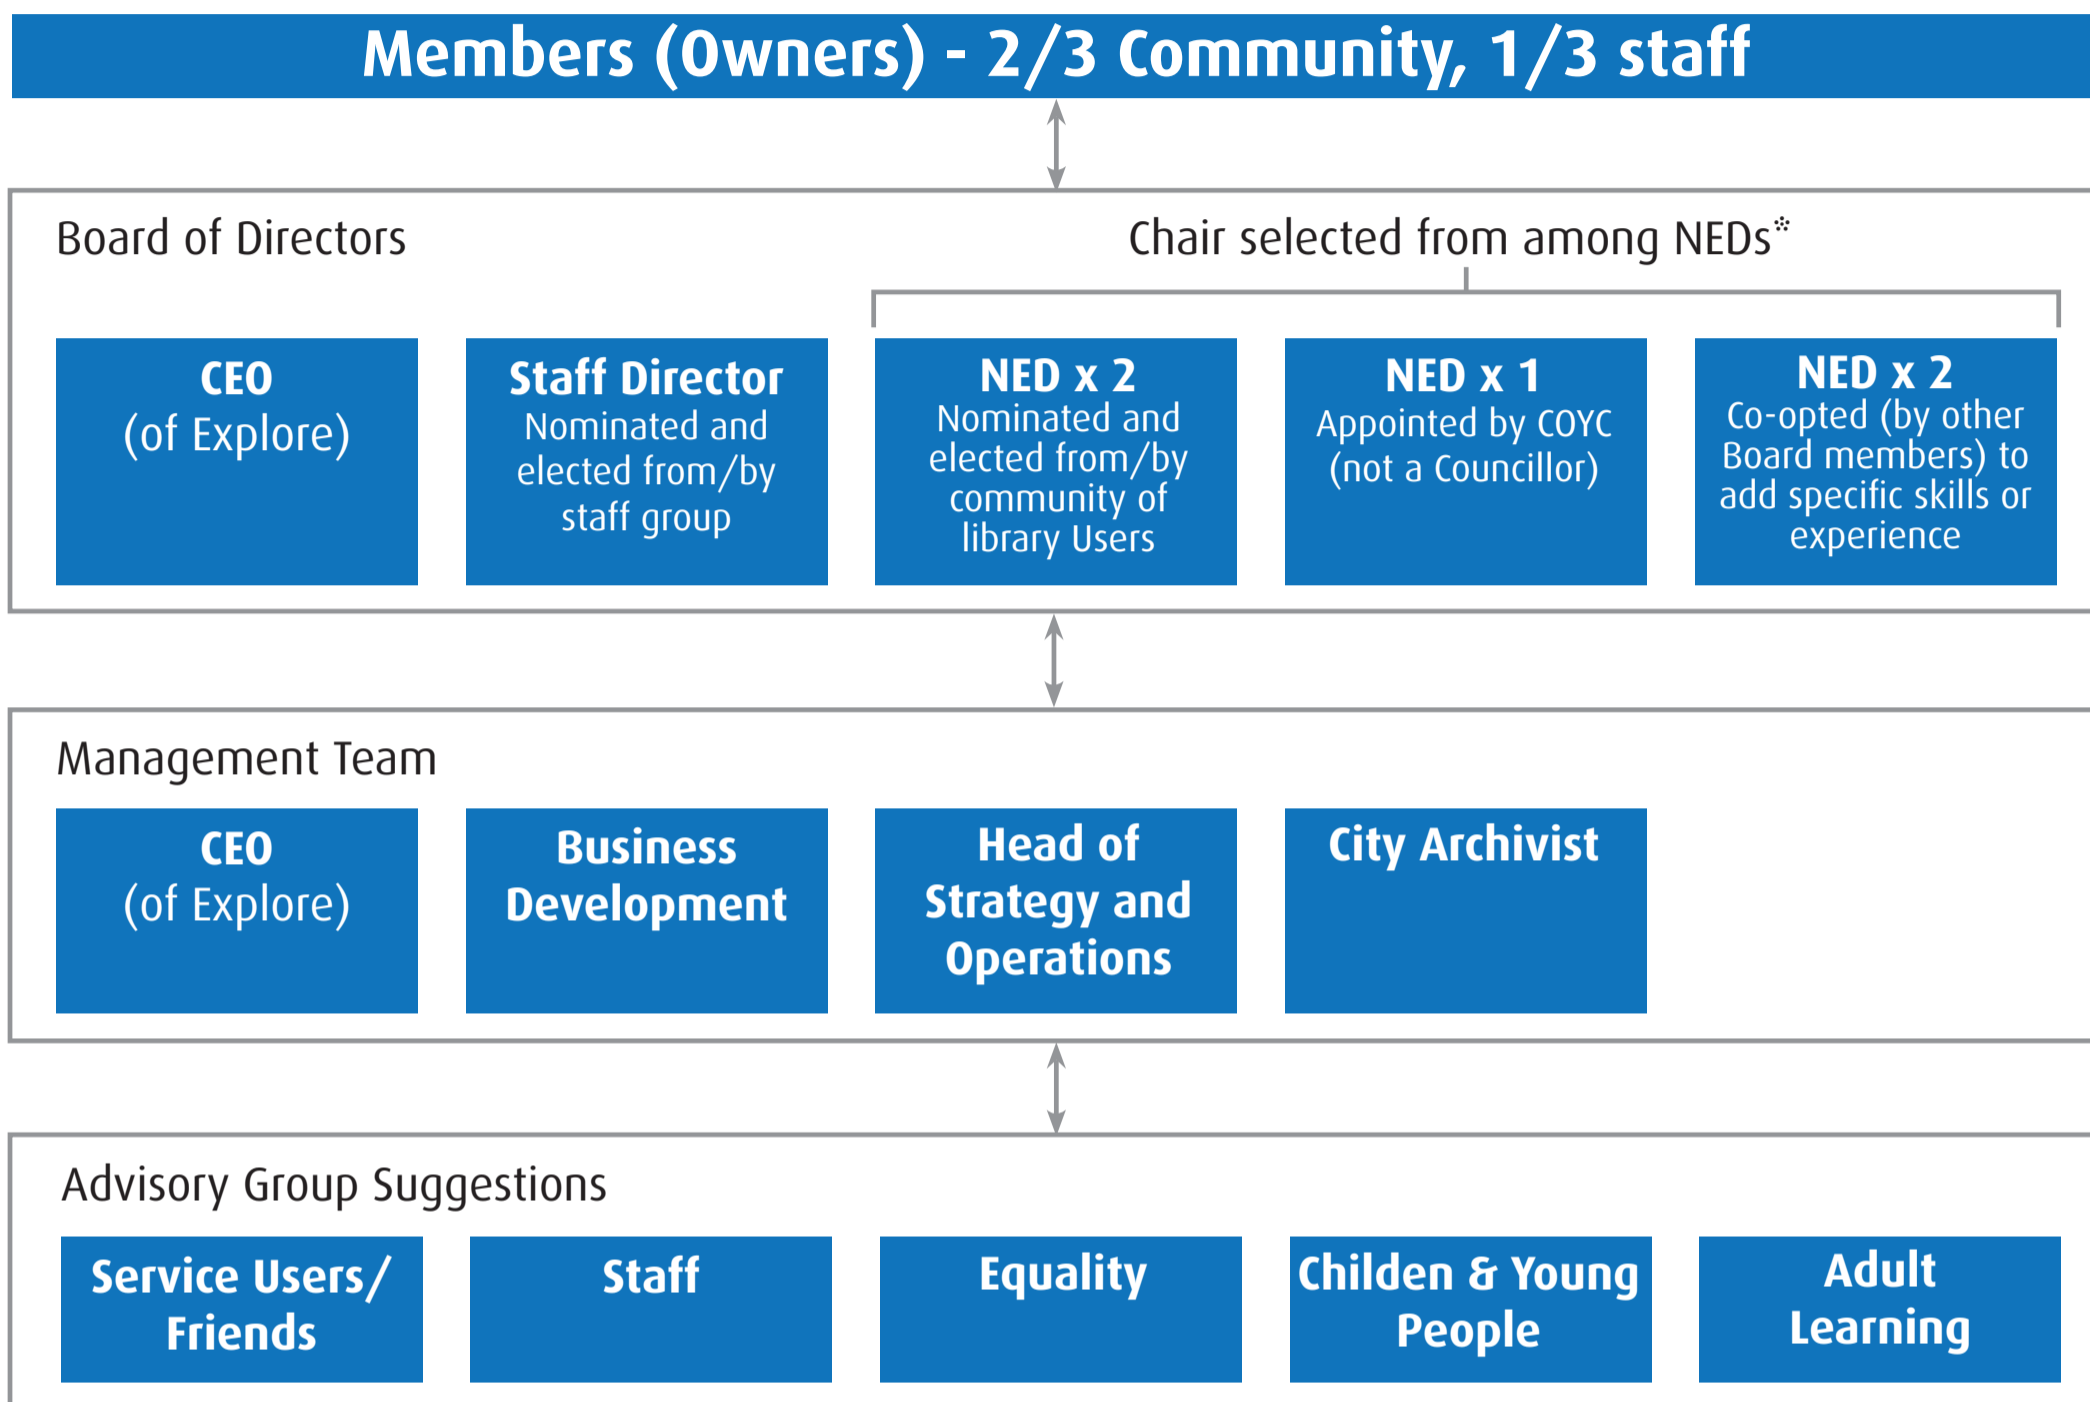 Members (Owners) - 2/3 Community, 1/3 staff
Board of Directors
Chair selected from among NEDs*
CEO
(of Explore)
Staff Director
Nominated and
elected from/by
staff group
NED x 2
Nominated and
elected from/by
community of
library Users
NED x 1
Appointed by COYC
(not a Councillor)
NED x 2
Co-opted (by other
Board members) to
add specific skills or
experience
Management Team
CEO
(of Explore)
Business
Development
Head of
Strategy and
Operations
City Archivist
Advisory Group Suggestions
Service Users/
Friends
Staff
Equality
Childen & Young
People
Adult
Learning